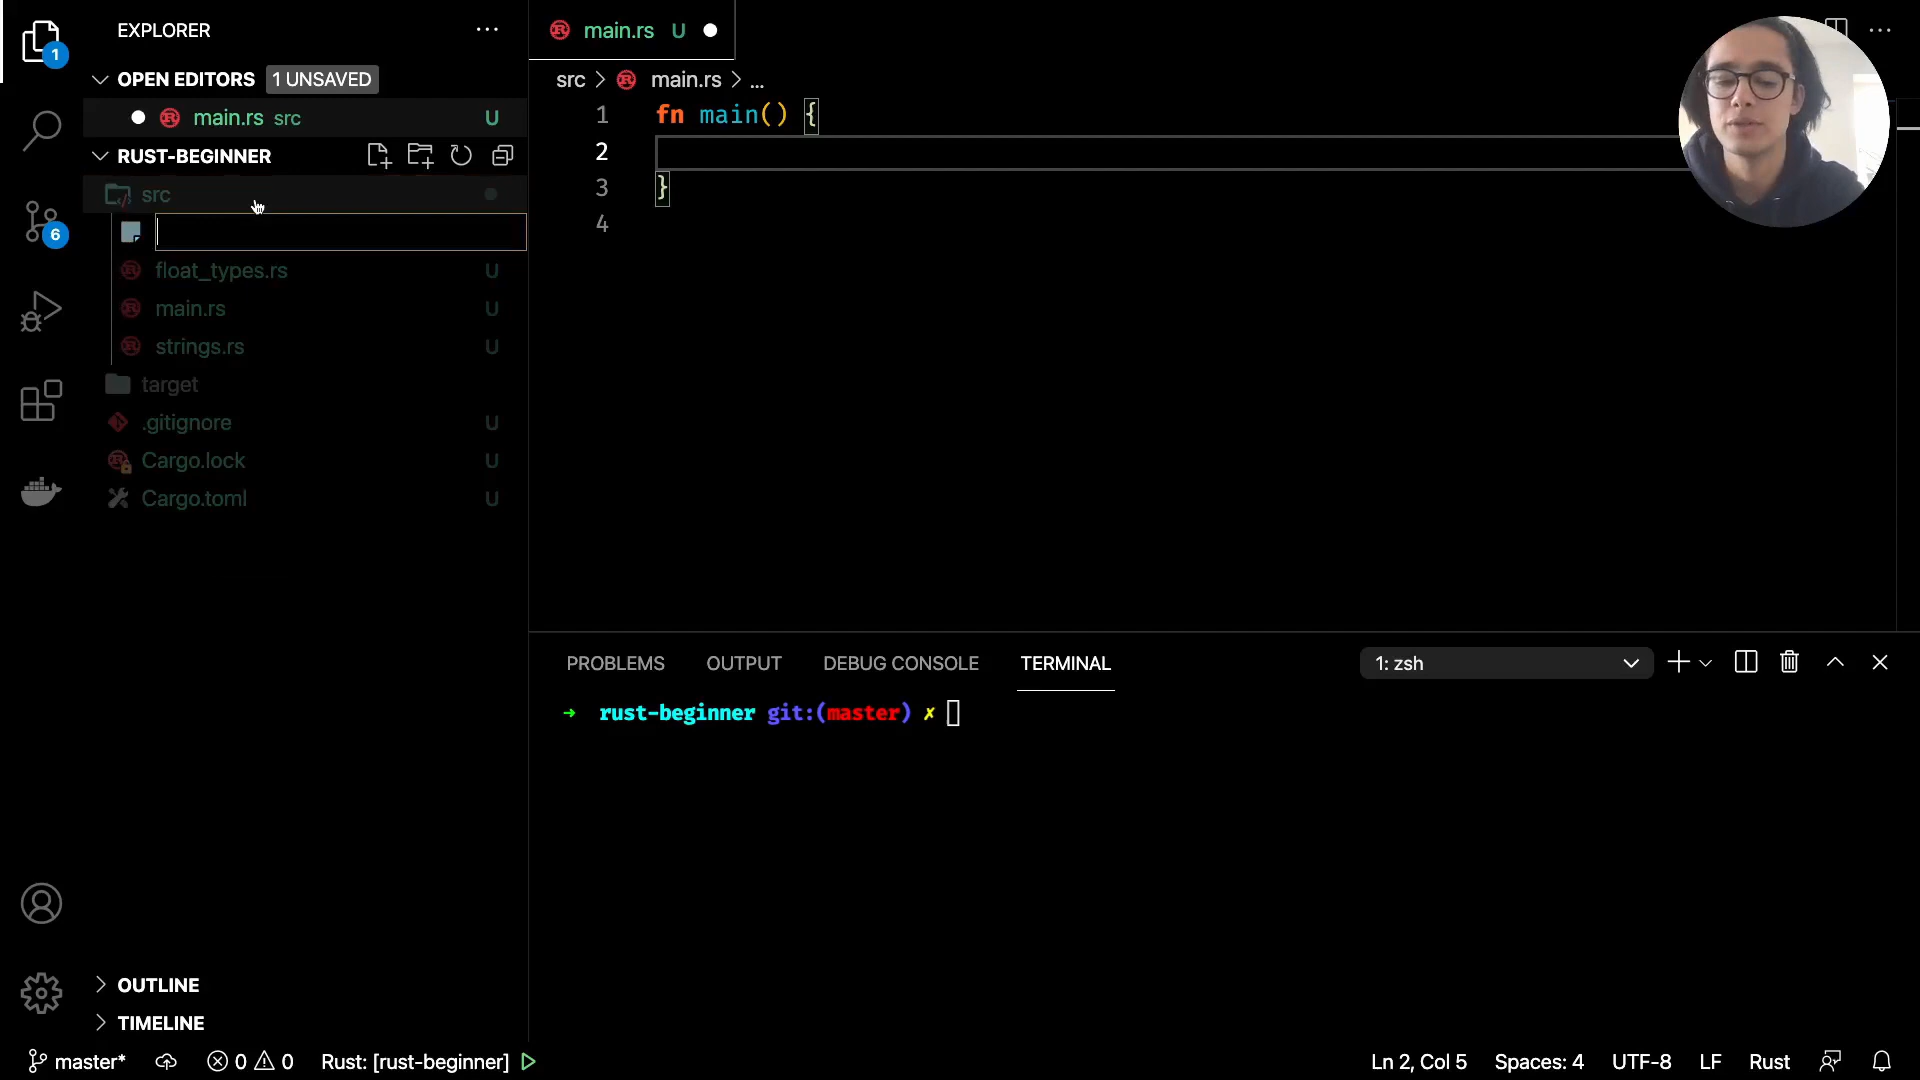 EXPLORER
OPEN EDITORS 1 UNSAVED
main.rs src U
RUST-BEGINNER
src
float_types.rs U
main.rs U
strings.rs U
target
.gitignore U
Cargo.lock U
Cargo.toml U
OUTLINE
TIMELINE
1
6
main.rs U
src > main.rs > ...
1 fn main() {
2
3 }
4
PROBLEMS OUTPUT DEBUG CONSOLE TERMINAL 1: zsh
→ rust-beginner git:(master) ✗
master* 0 0 Rust: [rust-beginner] Ln 2, Col 5 Spaces: 4 UTF-8 LF Rust